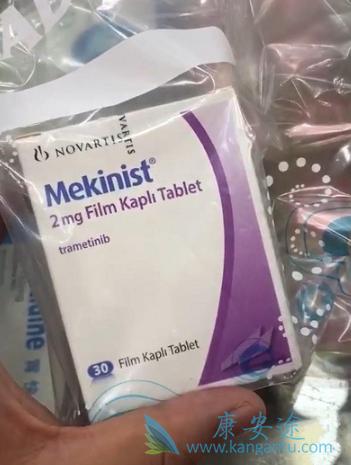 NOVARTIS
Mekinist®
2 mg Film Kaplı Tablet
trametinib
30 Film Kaplı Tablet
康安途
www.kangantu.com